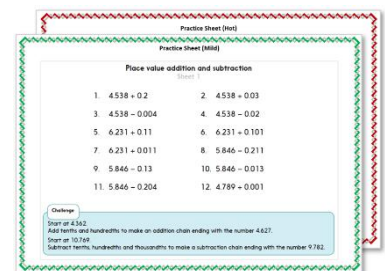 Practice Sheet (Hot)
Practice Sheet (Mild)
Place value addition and subtraction
Sheet 1
1. 4.538 + 0.2 2. 4.538 + 0.03
3. 4.538 – 0.004 4. 4.538 – 0.02
5. 6.231 + 0.11 6. 6.231 + 0.101
7. 6.231 + 0.011 8. 5.846 – 0.211
9. 5.846 – 0.13 10. 5.846 – 0.013
11. 5.846 – 0.204 12. 4.789 + 0.001
Challenge
Start at 4.362.
Add tenths and hundredths to make an addition chain ending with the number 4.627.
Start at 10.769.
Subtract tenths, hundredths and thousandths to make a subtraction chain ending with the number 9.782.